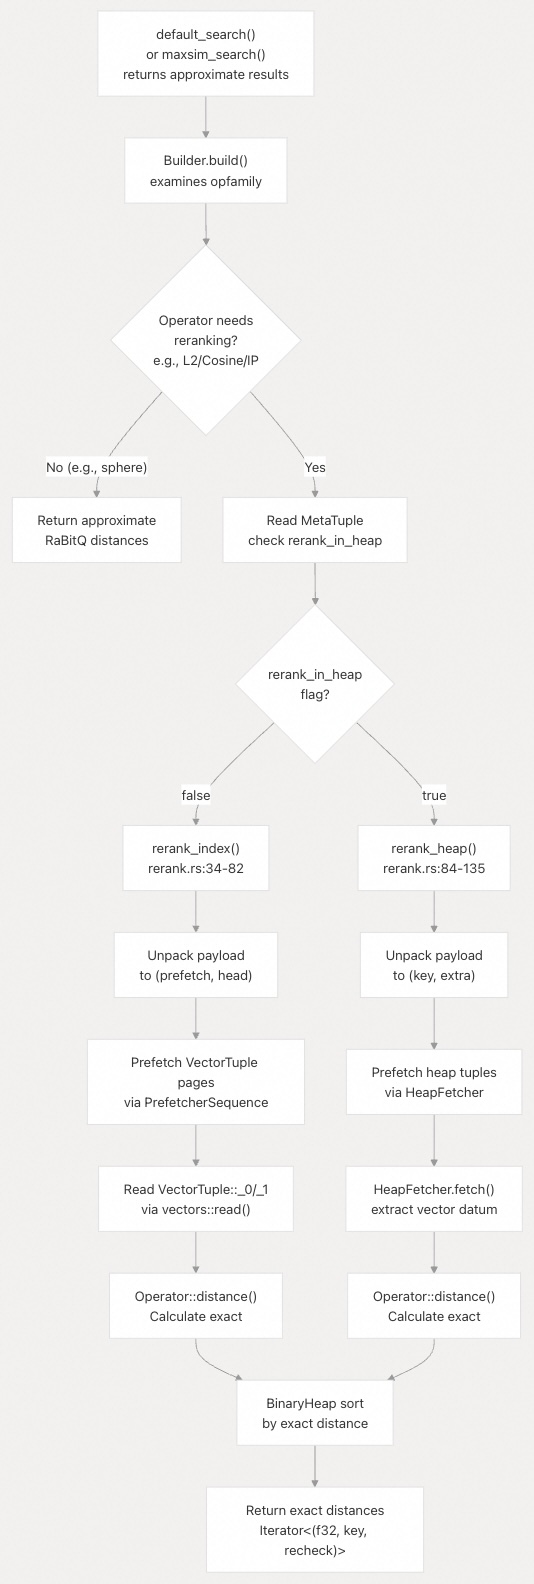 default_search()
or maxsim_search()
returns approximate results
Builder.build()
examines opfamily
Operator needs
reranking?
e.g., L2/Cosine/IP
No (e.g., sphere)
Yes
Return approximate
RaBitQ distances
Read MetaTuple
check rerank_in_heap
rerank_in_heap
flag?
false
true
rerank_index()
rerank.rs:34-82
rerank_heap()
rerank.rs:84-135
Unpack payload
to (prefetch, head)
Unpack payload
to (key, extra)
Prefetch VectorTuple
pages
via PrefetcherSequence
Prefetch heap tuples
via HeapFetcher
Read VectorTuple::_0/_1
via vectors::read()
HeapFetcher.fetch()
extract vector datum
Operator::distance()
Calculate exact
Operator::distance()
Calculate exact
BinaryHeap sort
by exact distance
Return exact distances
Iterator<(f32, key,
recheck)>